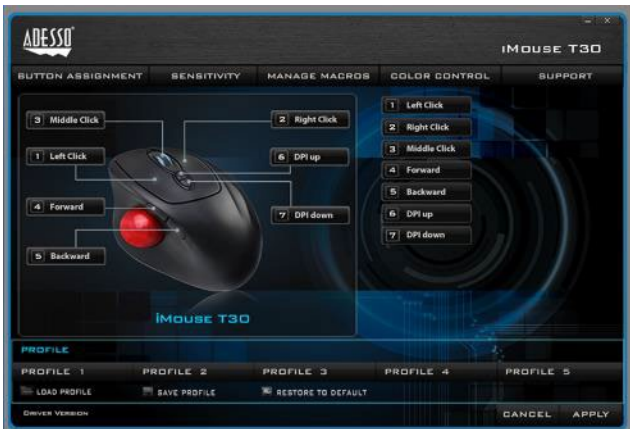 ADESSO
iMouse T30
BUTTON ASSIGNMENT SENSITIVITY MANAGE MACROS COLOR CONTROL SUPPORT
3 Middle Click
2 Right Click
1 Left Click
6 DPI up
4 Forward
7 DPI down
5 Backward
iMouse T30
1 Left Click
2 Right Click
3 Middle Click
4 Forward
5 Backward
6 DPI up
7 DPI down
PROFILE
PROFILE 1 PROFILE 2 PROFILE 3 PROFILE 4 PROFILE 5
LOAD PROFILE SAVE PROFILE RESTORE TO DEFAULT
Driver Version CANCEL APPLY